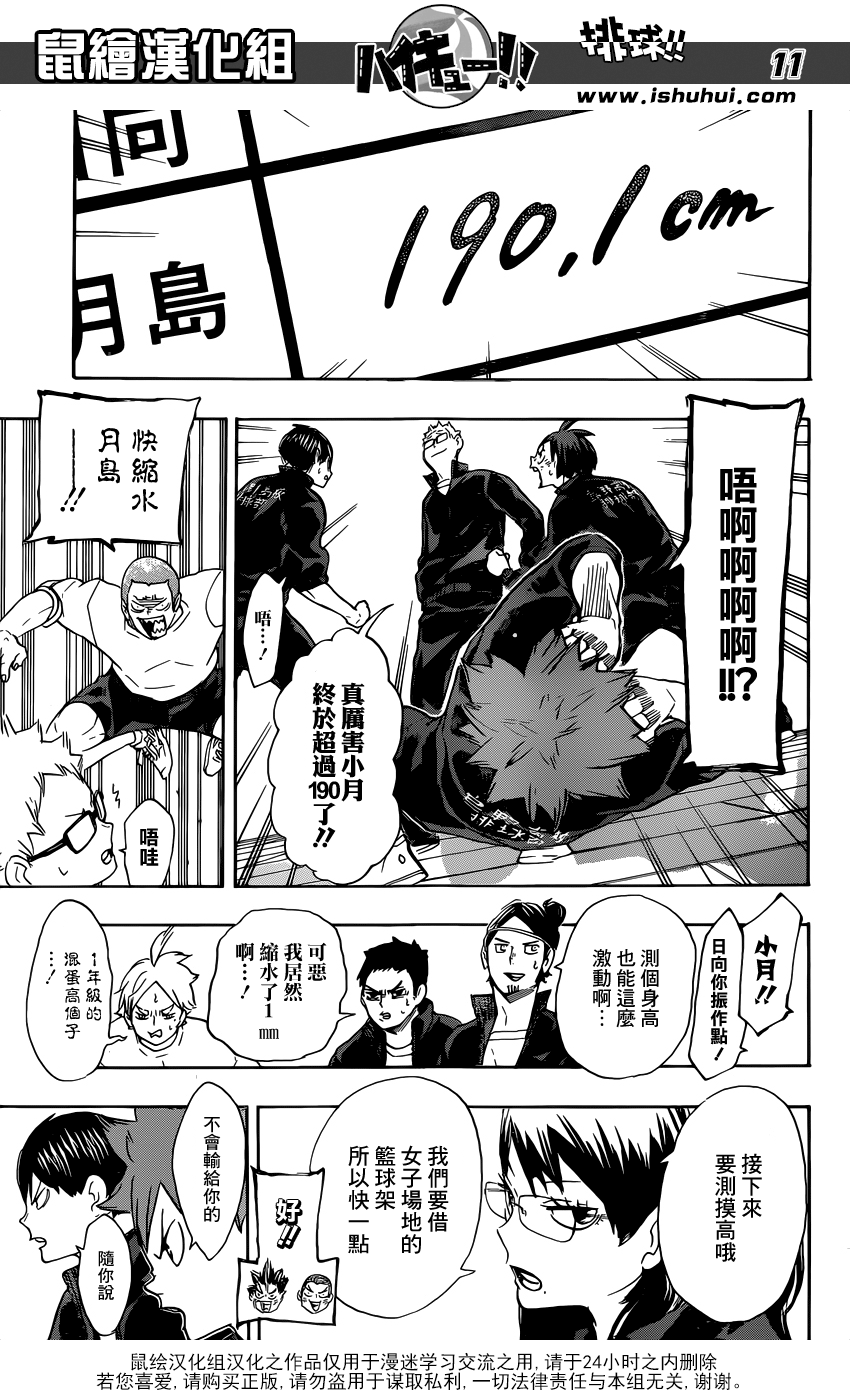 鼠繪漢化組
ハイキュー!!
排球!!
11
www.ishuhui.com
向
190.1cm
月島
唔啊啊啊啊啊!!?
唔…!
真厲害小月
終於超過190了!!
快縮水
月島
——!!
唔哇
小月!!
日向你振作點!
測個身高
也能這麼
激動啊…
可惡
我居然
縮水了1mm
啊…!
1年級的
混蛋高個子
…!
接下來
要測摸高哦
我們要借
女子場地的
籃球架
所以快一點
好!!
不會輸給你的
隨你說
鼠绘汉化组汉化之作品仅用于漫迷学习交流之用, 请于24小时之内删除
若您喜爱, 请购买正版, 请勿盗用于谋取私利, 一切法律责任与本组无关, 谢谢。